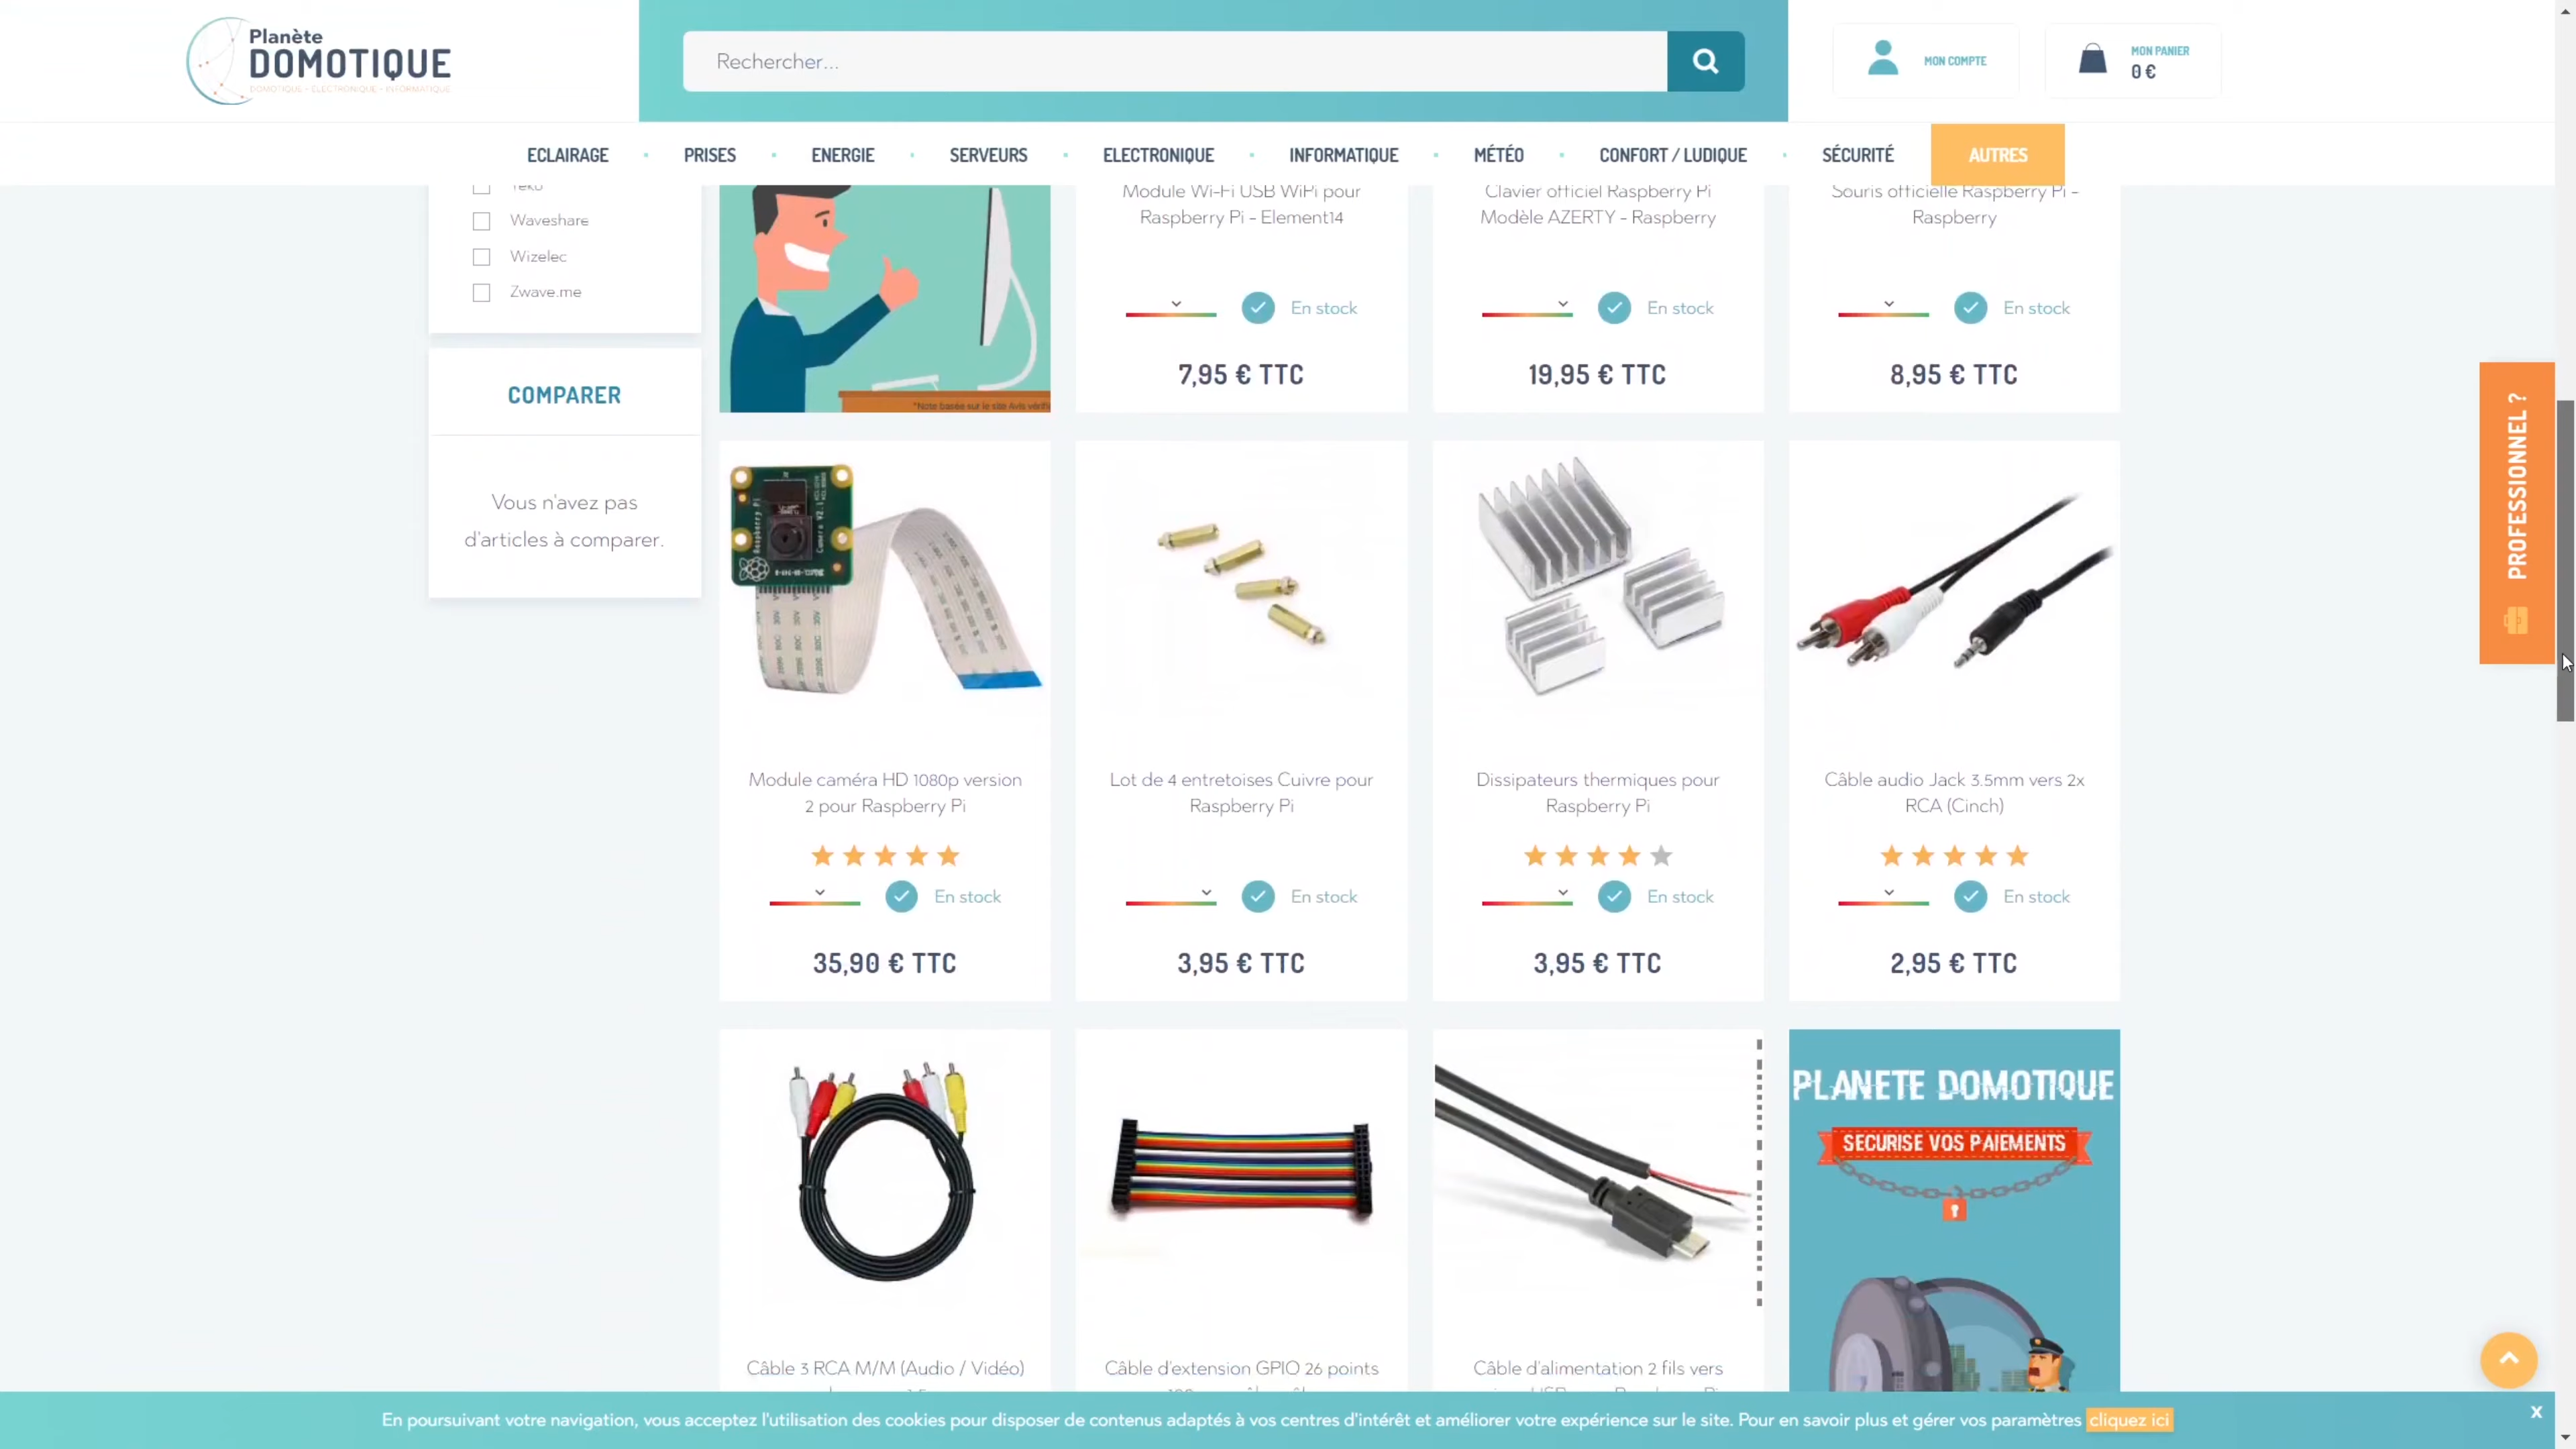 Planète
DOMOTIQUE
DOMOTIQUE - ÉLECTRONIQUE - INFORMATIQUE
Rechercher...
MON COMPTE
MON PANIER
0 €
ECLAIRAGE
PRISES
ENERGIE
SERVEURS
ELECTRONIQUE
INFORMATIQUE
MÉTÉO
CONFORT / LUDIQUE
SÉCURITÉ
AUTRES
Waveshare
Wizelec
Zwave.me
COMPARER
Vous n'avez pas
d'articles à comparer.
*Note basée sur le site Avis vérifi
Module Wi-Fi USB WiPi pour
Raspberry Pi - Element14
En stock
7,95 € TTC
Clavier officiel Raspberry Pi
Modèle AZERTY - Raspberry
En stock
19,95 € TTC
Souris officielle Raspberry Pi -
Raspberry
En stock
8,95 € TTC
PROFESSIONNEL ?
Module caméra HD 1080p version
2 pour Raspberry Pi
En stock
35,90 € TTC
Lot de 4 entretoises Cuivre pour
Raspberry Pi
En stock
3,95 € TTC
Dissipateurs thermiques pour
Raspberry Pi
En stock
3,95 € TTC
Câble audio Jack 3.5mm vers 2x
RCA (Cinch)
En stock
2,95 € TTC
Câble 3 RCA M/M (Audio / Vidéo)
Câble d'extension GPIO 26 points
Câble d'alimentation 2 fils vers
PLANETE DOMOTIQUE
SECURISE VOS PAIEMENTS
En poursuivant votre navigation, vous acceptez l'utilisation des cookies pour disposer de contenus adaptés à vos centres d'intérêt et améliorer votre expérience sur le site. Pour en savoir plus et gérer vos paramètres cliquez ici
x